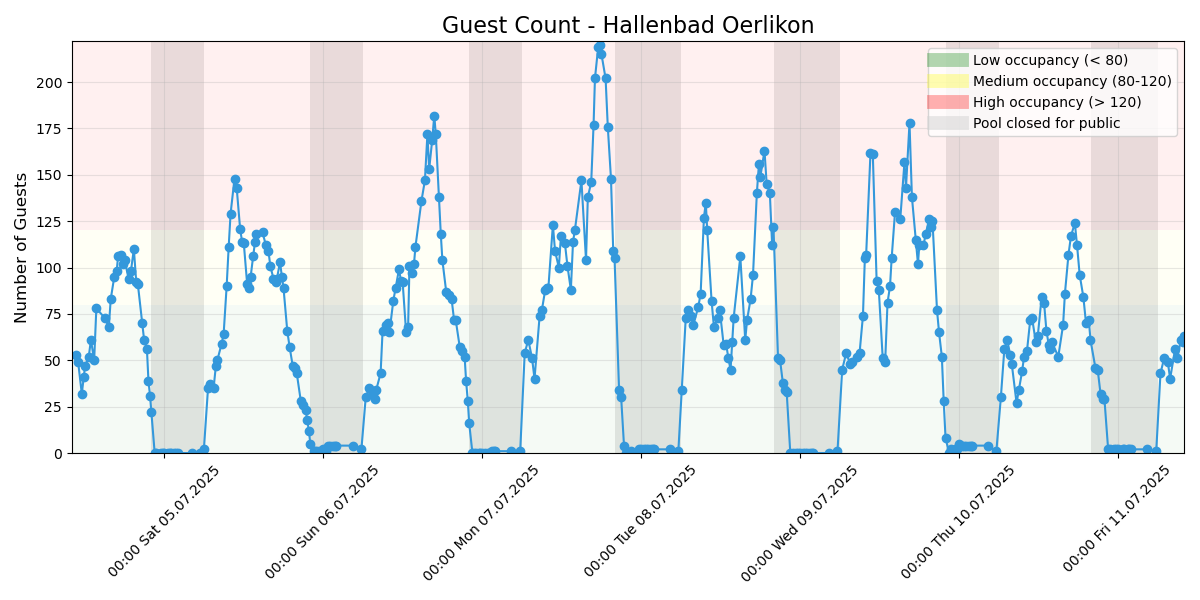 Guest Count - Hallenbad Oerlikon
Number of Guests
200
175
150
125
100
75
50
25
0
Low occupancy (< 80)
Medium occupancy (80-120)
High occupancy (> 120)
Pool closed for public
00:00 Sat 05.07.2025
00:00 Sun 06.07.2025
00:00 Mon 07.07.2025
00:00 Tue 08.07.2025
00:00 Wed 09.07.2025
00:00 Thu 10.07.2025
00:00 Fri 11.07.2025